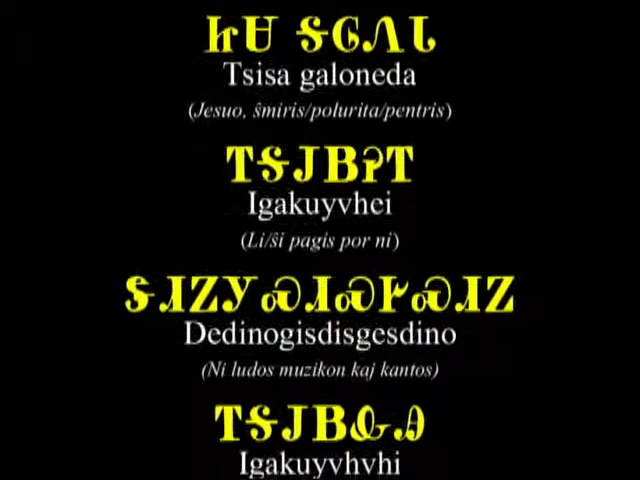 ᏥᏌ ᎦᎶᏁᏓ
Tsisa galoneda
(Jesuo, ŝmiris/polurita/pentris)
ᎢᎦᎫᏴᎮᎢ
Igakuyvhei
(Li/ŝi pagis por ni)
ᏕᏗᏃᎩᏍᏗᏍᎨᏍᏗᏃ
Dedinogisdisgesdino
(Ni ludos muzikon kaj kantos)
ᎢᎦᎫᏴᎲᎯ
Igakuyvhvhi